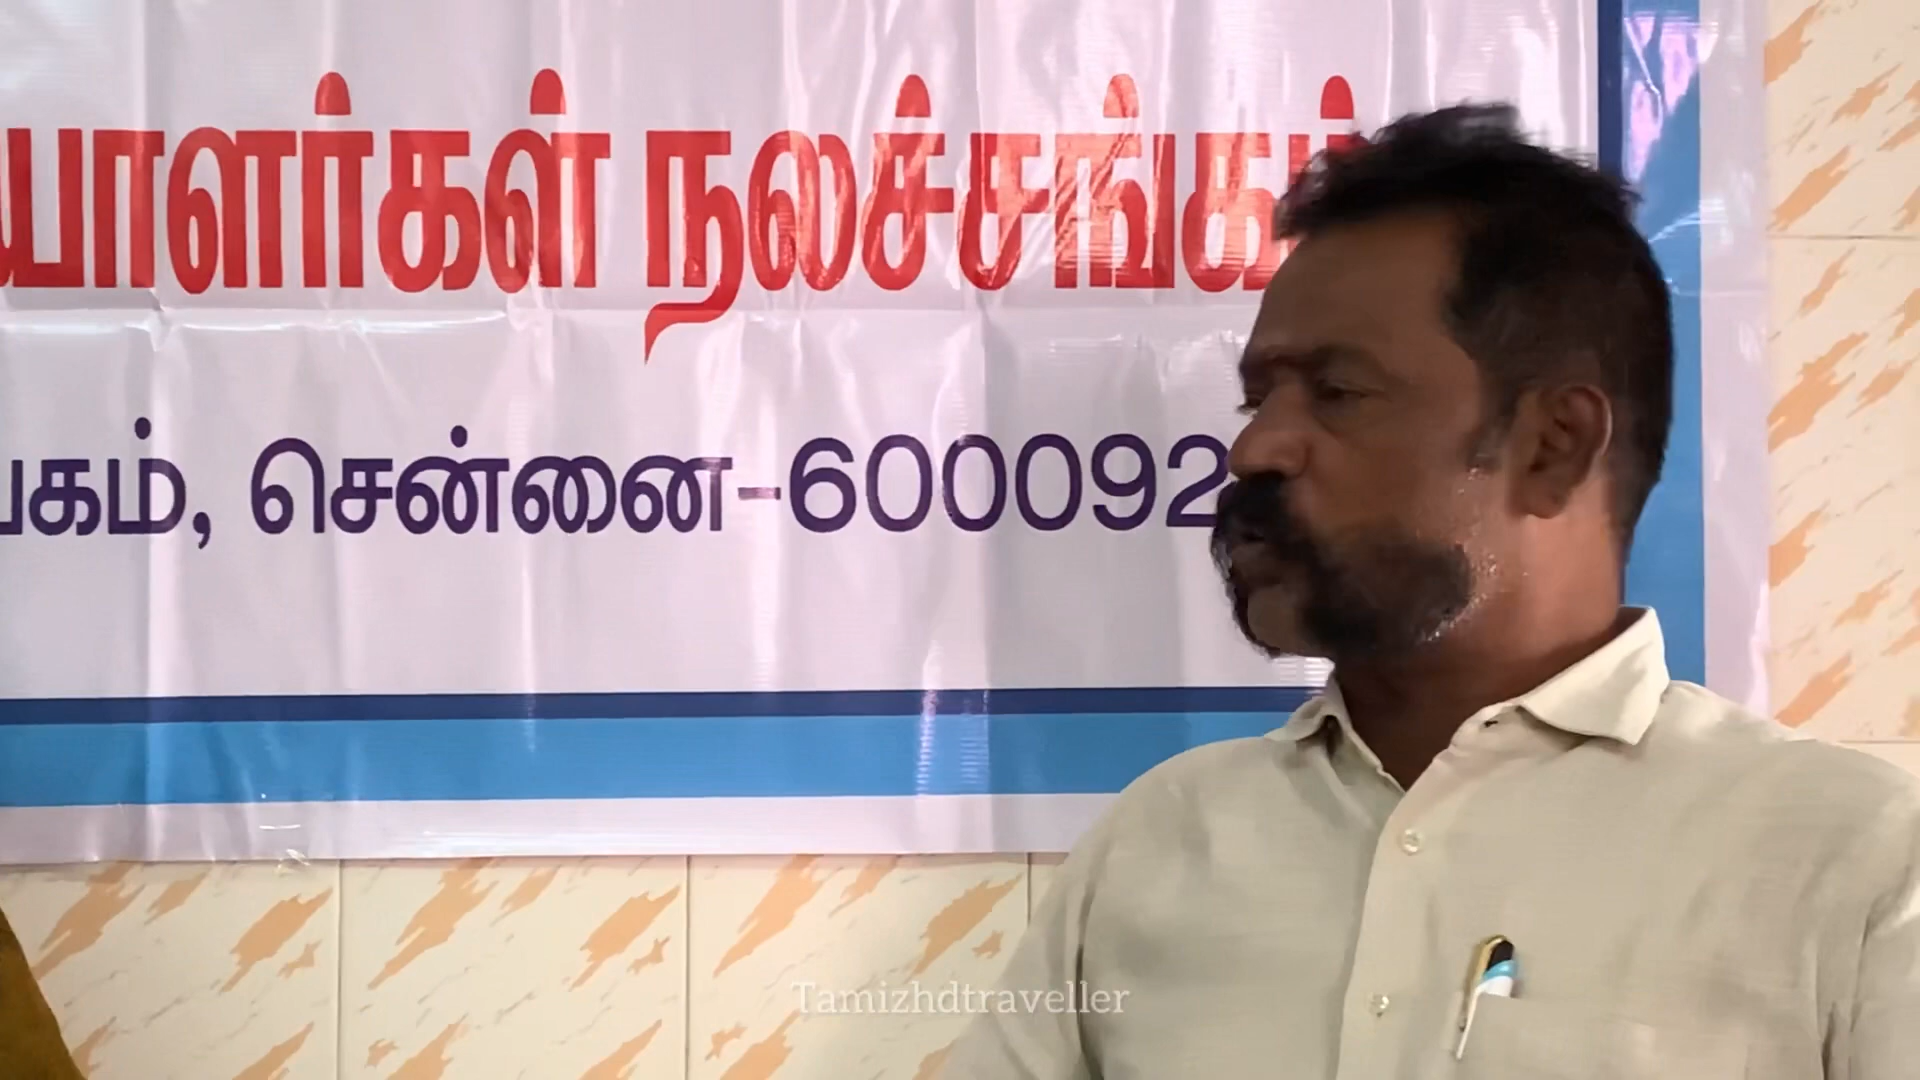 யாளர்கள் நலச்சங்கம்
பகம், சென்னை-600092
Tamizhdtraveller